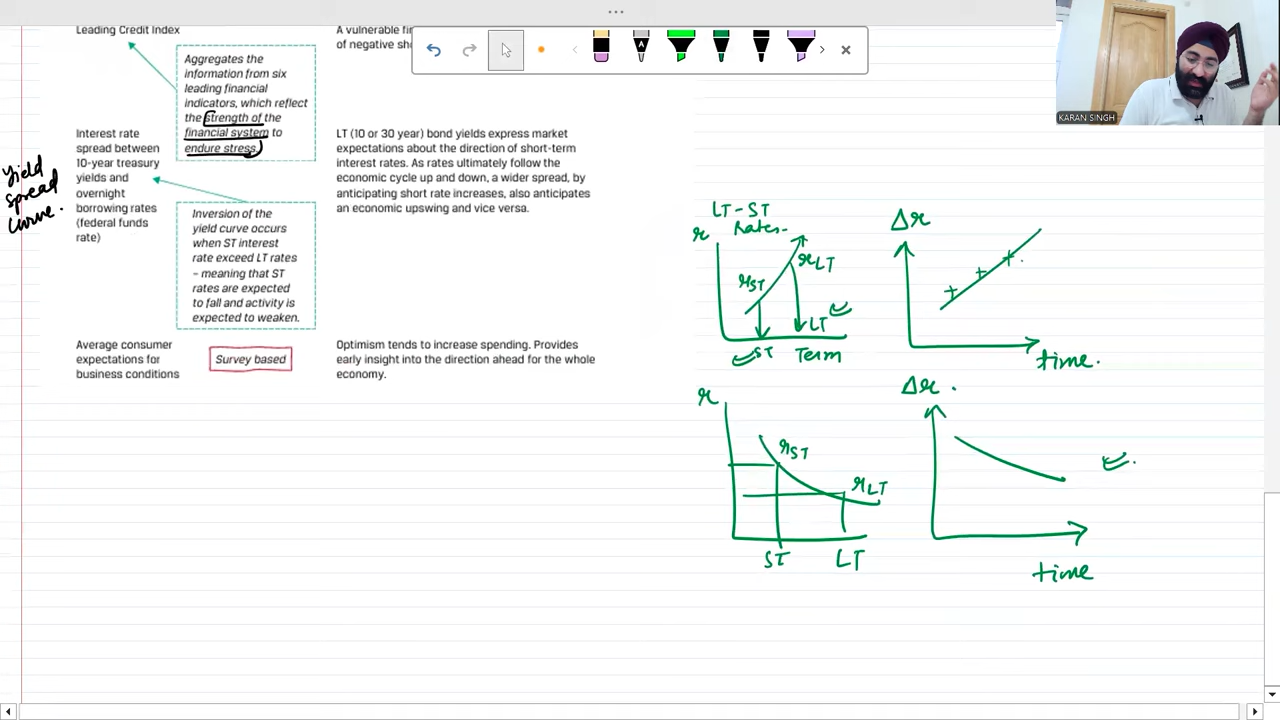 Leading Credit Index
A vulnerable
of negative
Aggregates the
information from six
leading financial
indicators, which reflect
the strength of the
financial system to
endure stress.
Interest rate
spread between
10-year treasury
yields and
overnight
borrowing rates
(federal funds
rate)
LT (10 or 30 year) bond yields express market
expectations about the direction of short-term
interest rates. As rates ultimately follow the
economic cycle up and down, a wider spread, by
anticipating short rate increases, also anticipates
an economic upswing and vice versa.
Yield
Spread
Curve.
Inversion of the
yield curve occurs
when ST interest
rate exceed LT rates
– meaning that ST
rates are expected
to fall and activity is
expected to weaken.
Average consumer
expectations for
business conditions
Survey based
Optimism tends to increase spending. Provides
early insight into the direction ahead for the whole
economy.
KARAN SINGH
LT-ST
Rates-
r
rST
rLT
LT
ST Term
Δr
time.
r
rST
rLT
ST LT
Δr.
time